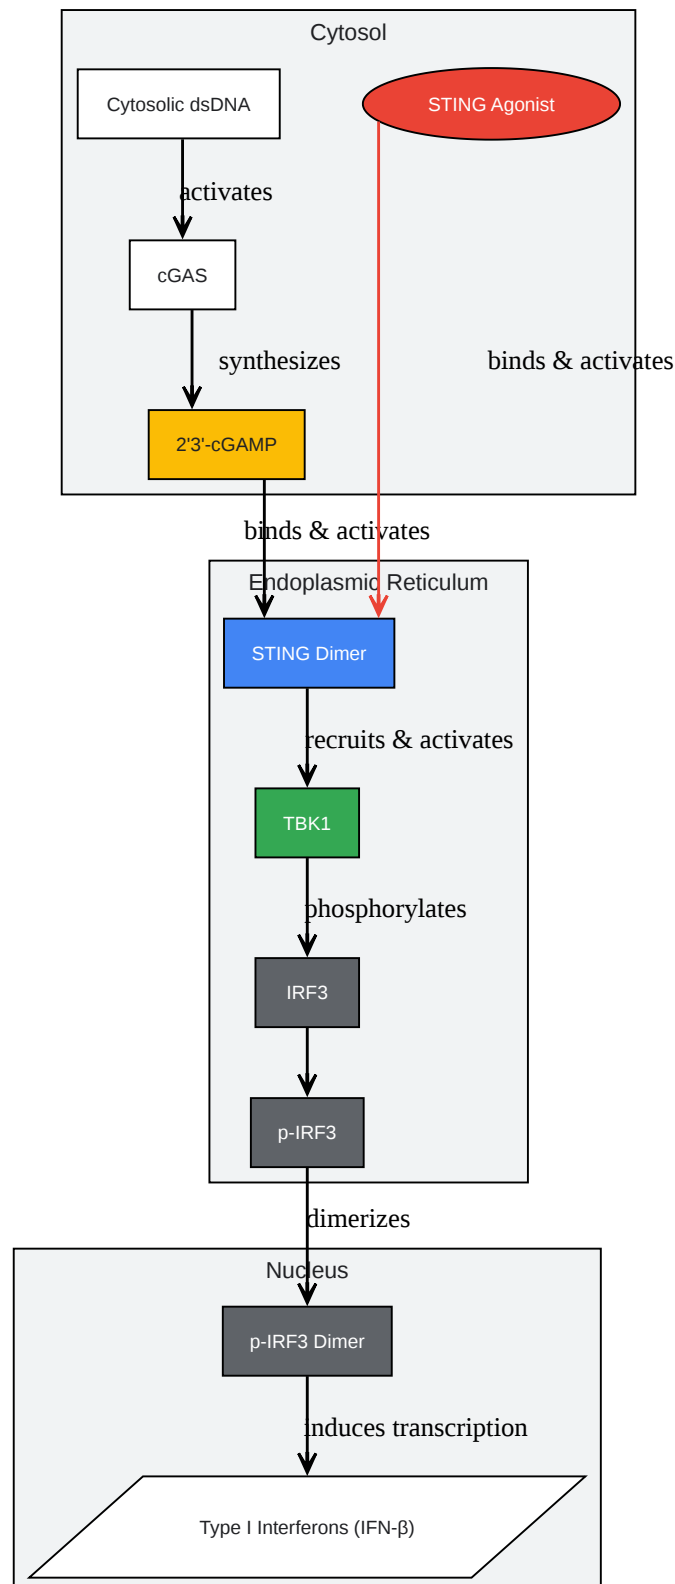 Cytosol
Cytosolic dsDNA
STING Agonist
activates
cGAS
synthesizes
binds & activates
2'3'-cGAMP
binds & activates
Endoplasmic Reticulum
STING Dimer
recruits & activates
TBK1
phosphorylates
IRF3
p-IRF3
dimerizes
Nucleus
p-IRF3 Dimer
induces transcription
Type I Interferons (IFN-β)